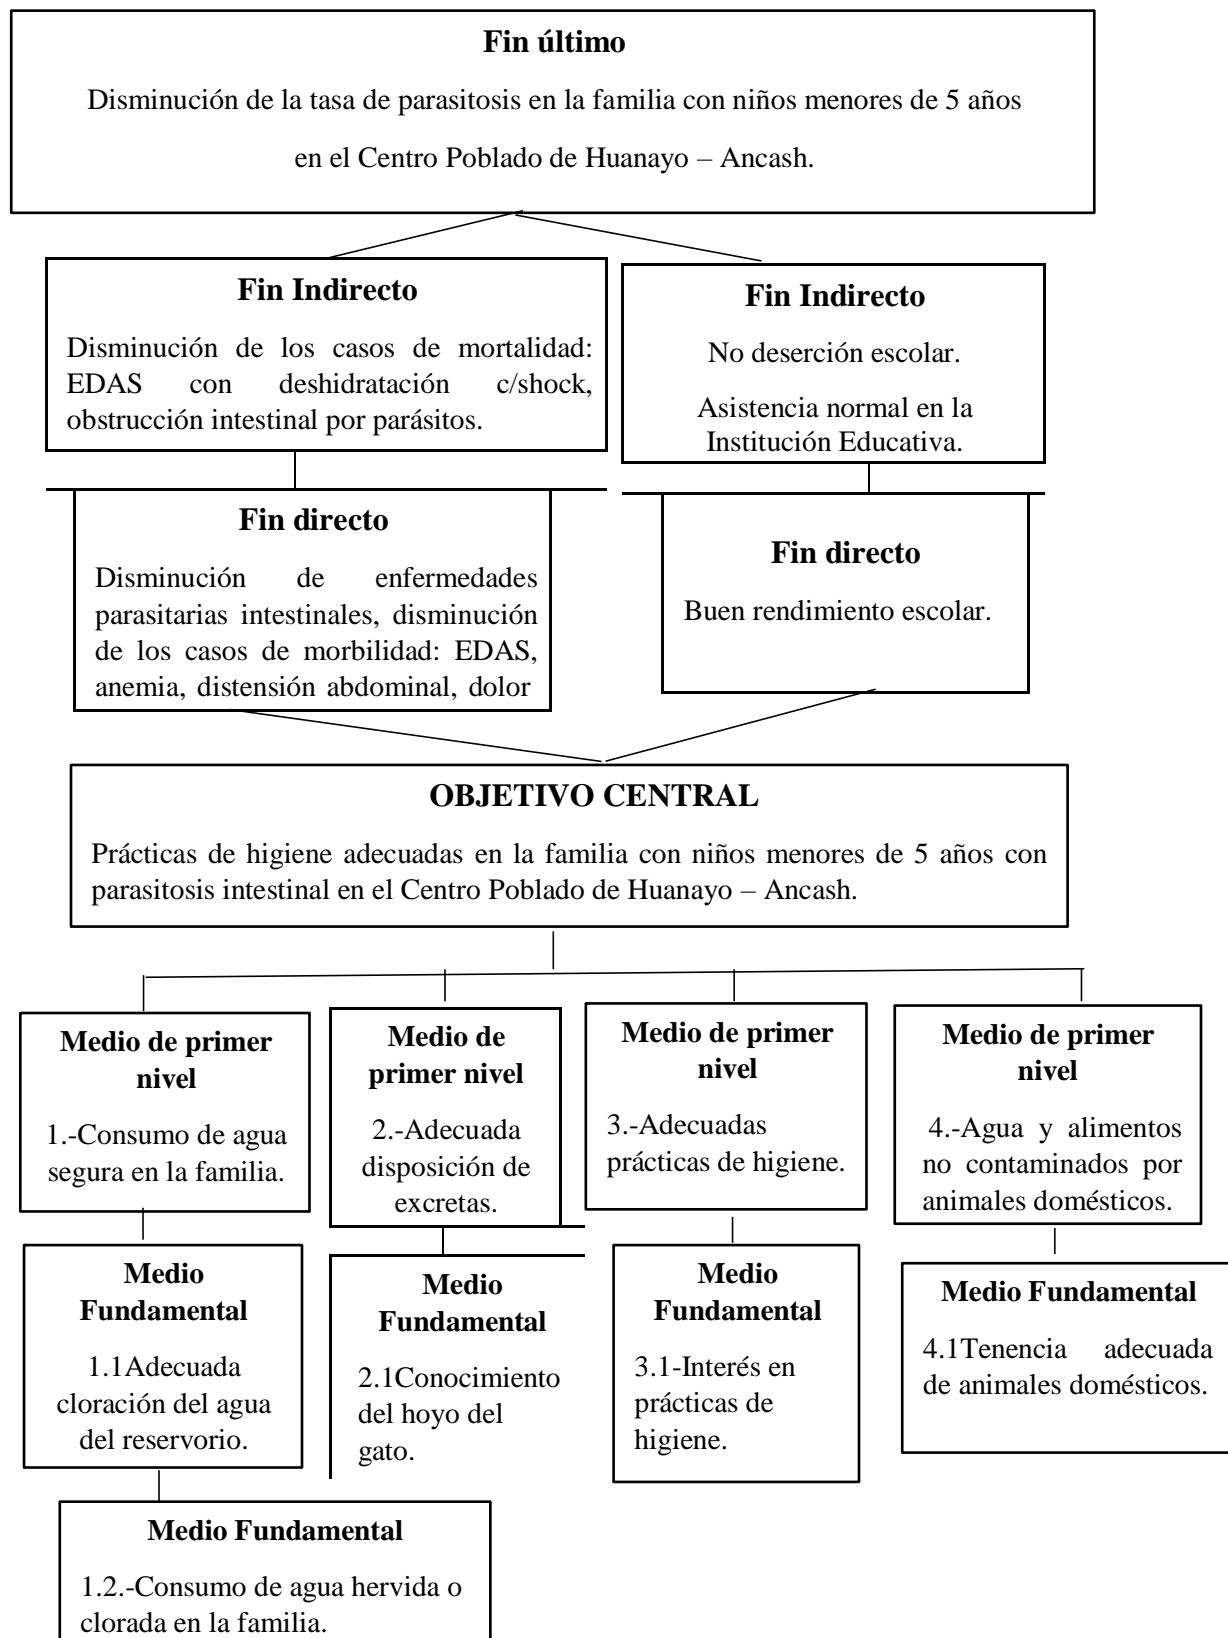 Fin último
Disminución de la tasa de parasitosis en la familia con niños menores de 5 años
en el Centro Poblado de Huanayo – Ancash.
Fin Indirecto
Disminución de los casos de mortalidad:
EDAS con deshidratación c/shock,
obstrucción intestinal por parásitos.
Fin Indirecto
No deserción escolar.
Asistencia normal en la
Institución Educativa.
Fin directo
Disminución de enfermedades
parasitarias intestinales, disminución
de los casos de morbilidad: EDAS,
anemia, distensión abdominal, dolor
Fin directo
Buen rendimiento escolar.
OBJETIVO CENTRAL
Prácticas de higiene adecuadas en la familia con niños menores de 5 años con
parasitosis intestinal en el Centro Poblado de Huanayo – Ancash.
Medio de primer
nivel
1.-Consumo de agua
segura en la familia.
Medio de
primer nivel
2.-Adecuada
disposición de
excretas.
Medio de primer
nivel
3.-Adecuadas
prácticas de higiene.
Medio de primer
nivel
4.-Agua y alimentos
no contaminados por
animales domésticos.
Medio
Fundamental
1.1Adecuada
cloración del agua
del reservorio.
Medio
Fundamental
2.1Conocimiento
del hoyo del
gato.
Medio
Fundamental
3.1-Interés en
prácticas de
higiene.
Medio Fundamental
4.1Tenencia adecuada
de animales domésticos.
Medio Fundamental
1.2.-Consumo de agua hervida o
clorada en la familia.